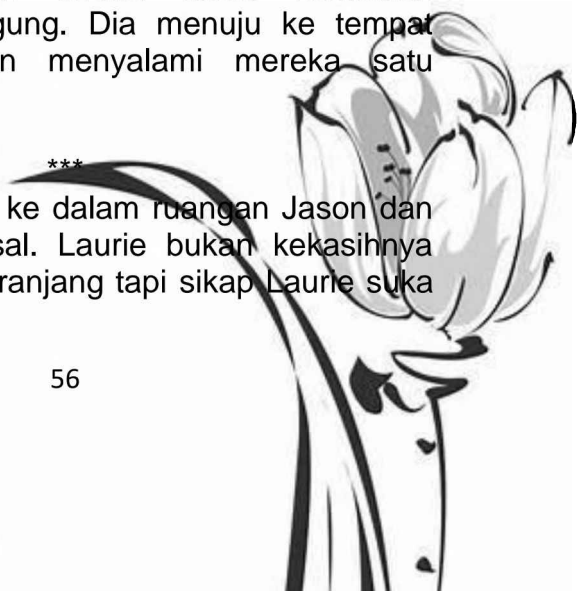 gung. Dia menuju ke tempat
n menyalami mereka satu
***
ke dalam ruangan Jason dan
sal. Laurie bukan kekasihnya
ranjang tapi sikap Laurie suka
56